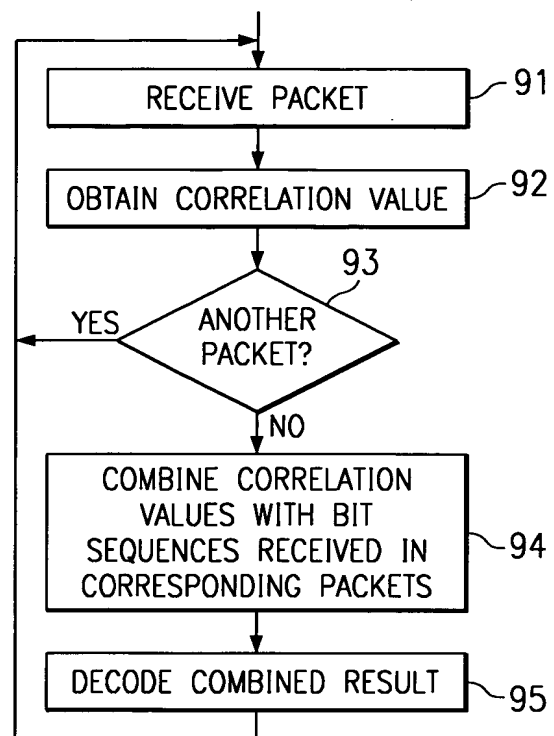 RECEIVE PACKET
91
OBTAIN CORRELATION VALUE
92
93
ANOTHER
PACKET?
YES
NO
COMBINE CORRELATION
VALUES WITH BIT
SEQUENCES RECEIVED IN
CORRESPONDING PACKETS
94
DECODE COMBINED RESULT
95